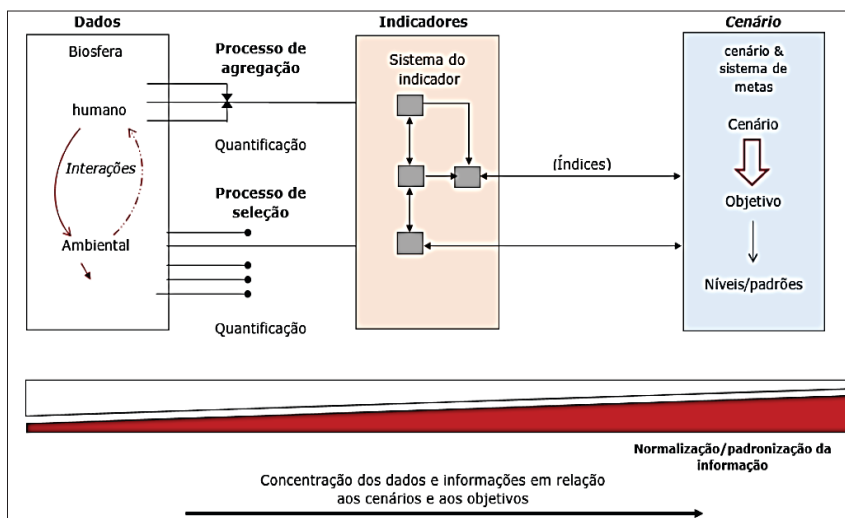 Dados
Biosfera
humano
Interações
Ambiental
Processo de
agregação
Quantificação
Processo de
seleção
Quantificação
Indicadores
Sistema do
indicador
(Índices)
Cenário
cenário &
sistema de
metas
Cenário
Objetivo
Níveis/padrões
Normalização/padronização da
informação
Concentração dos dados e informações em relação
aos cenários e aos objetivos